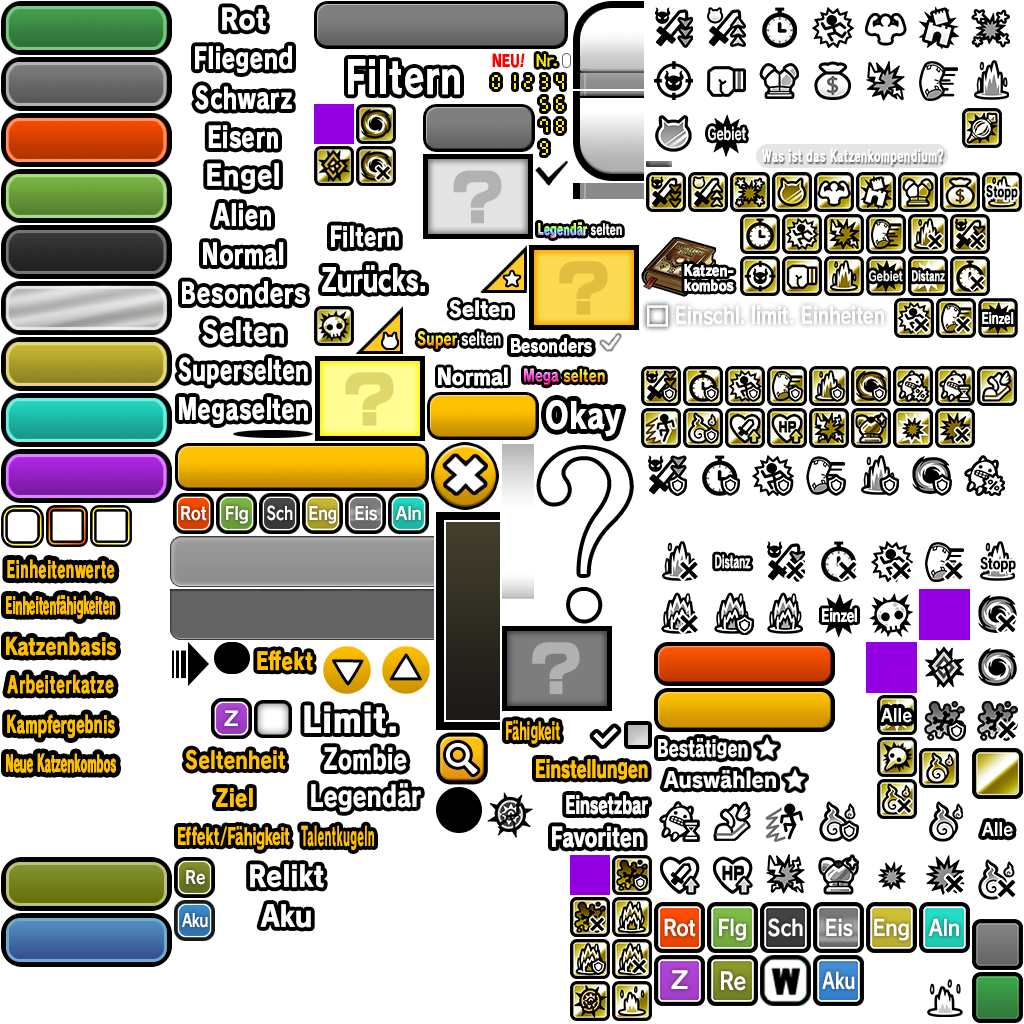 Rot
Fliegend
Schwarz
Eisern
Engel
Alien
Normal
Besonders
Selten
Superselten
Megaselten
Filtern
NEU! Nr.
0 1 2 3 4
5 6
7 8
9
Filtern
Zurücks.
Legendär selten
Selten
Super selten
Besonders
Normal
Mega selten
Okay
Rot Flg Sch Eng Eis Aln
Einheitenwerte
Einheitenfähigkeiten
Katzenbasis
Arbeiterkatze
Kampfergebnis
Neue Katzenkombos
Effekt
Z
Limit.
Seltenheit
Zombie
Ziel
Legendär
Effekt/Fähigkeit
Talentkugeln
Re
Relikt
Aku
Aku
Fähigkeit
Einstellungen
Einsetzbar
Favoriten
Gebiet
Was ist das Katzenkompendium?
Stopp
Katzen-
kombos
Gebiet
Distanz
Einschl. limit. Einheiten
Einzel
HP
Distanz
Stopp
Einzel
Alle
Bestätigen
Auswählen
Alle
HP
Rot Flg Sch Eis Eng Aln
Z Re W Aku